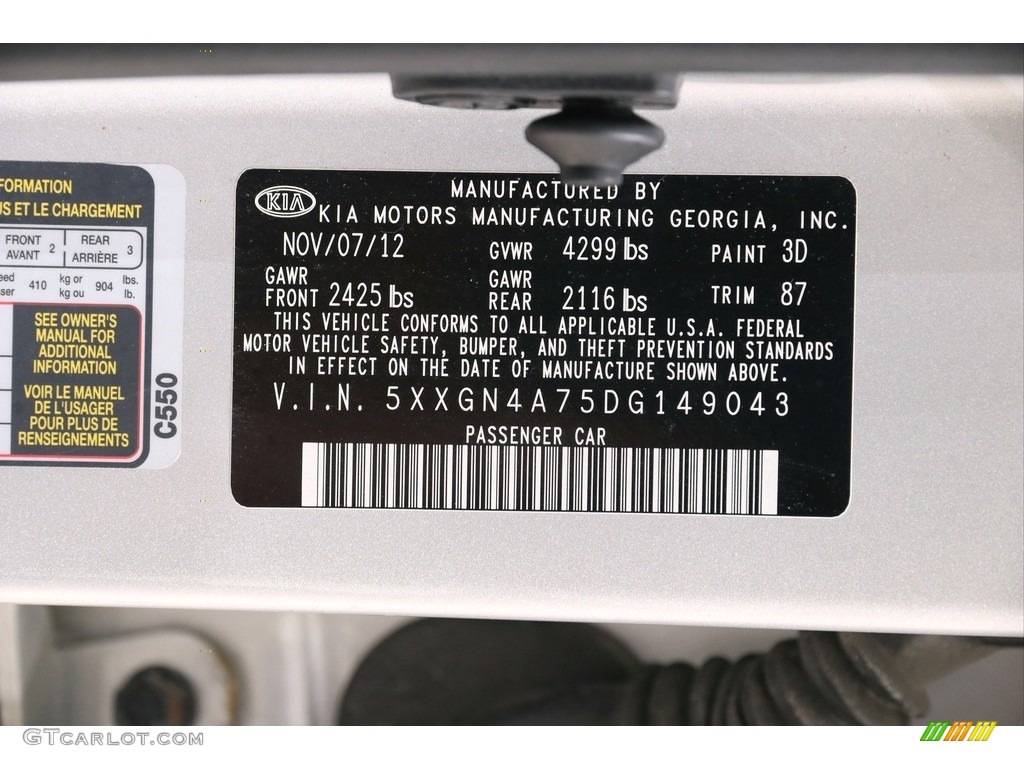 FORMATION
US ET LE CHARGEMENT
FRONT
AVANT 2
REAR
ARRIÈRE 3
410 kg or
kg ou 904 lbs.
lb.
SEE OWNER'S
MANUAL FOR
ADDITIONAL
INFORMATION
VOIR LE MANUEL
DE L'USAGER
POUR PLUS DE
RENSEIGNEMENTS
C550
KIA
MANUFACTURED BY
KIA MOTORS MANUFACTURING GEORGIA, INC.
NOV/07/12 GVWR 4299 lbs PAINT 3D
GAWR
FRONT 2425 lbs GAWR
REAR 2116 lbs TRIM 87
THIS VEHICLE CONFORMS TO ALL APPLICABLE U.S.A. FEDERAL
MOTOR VEHICLE SAFETY, BUMPER, AND THEFT PREVENTION STANDARDS
IN EFFECT ON THE DATE OF MANUFACTURE SHOWN ABOVE.
V.I.N. 5XXGN4A75DG149043
PASSENGER CAR
GTCarlot.com